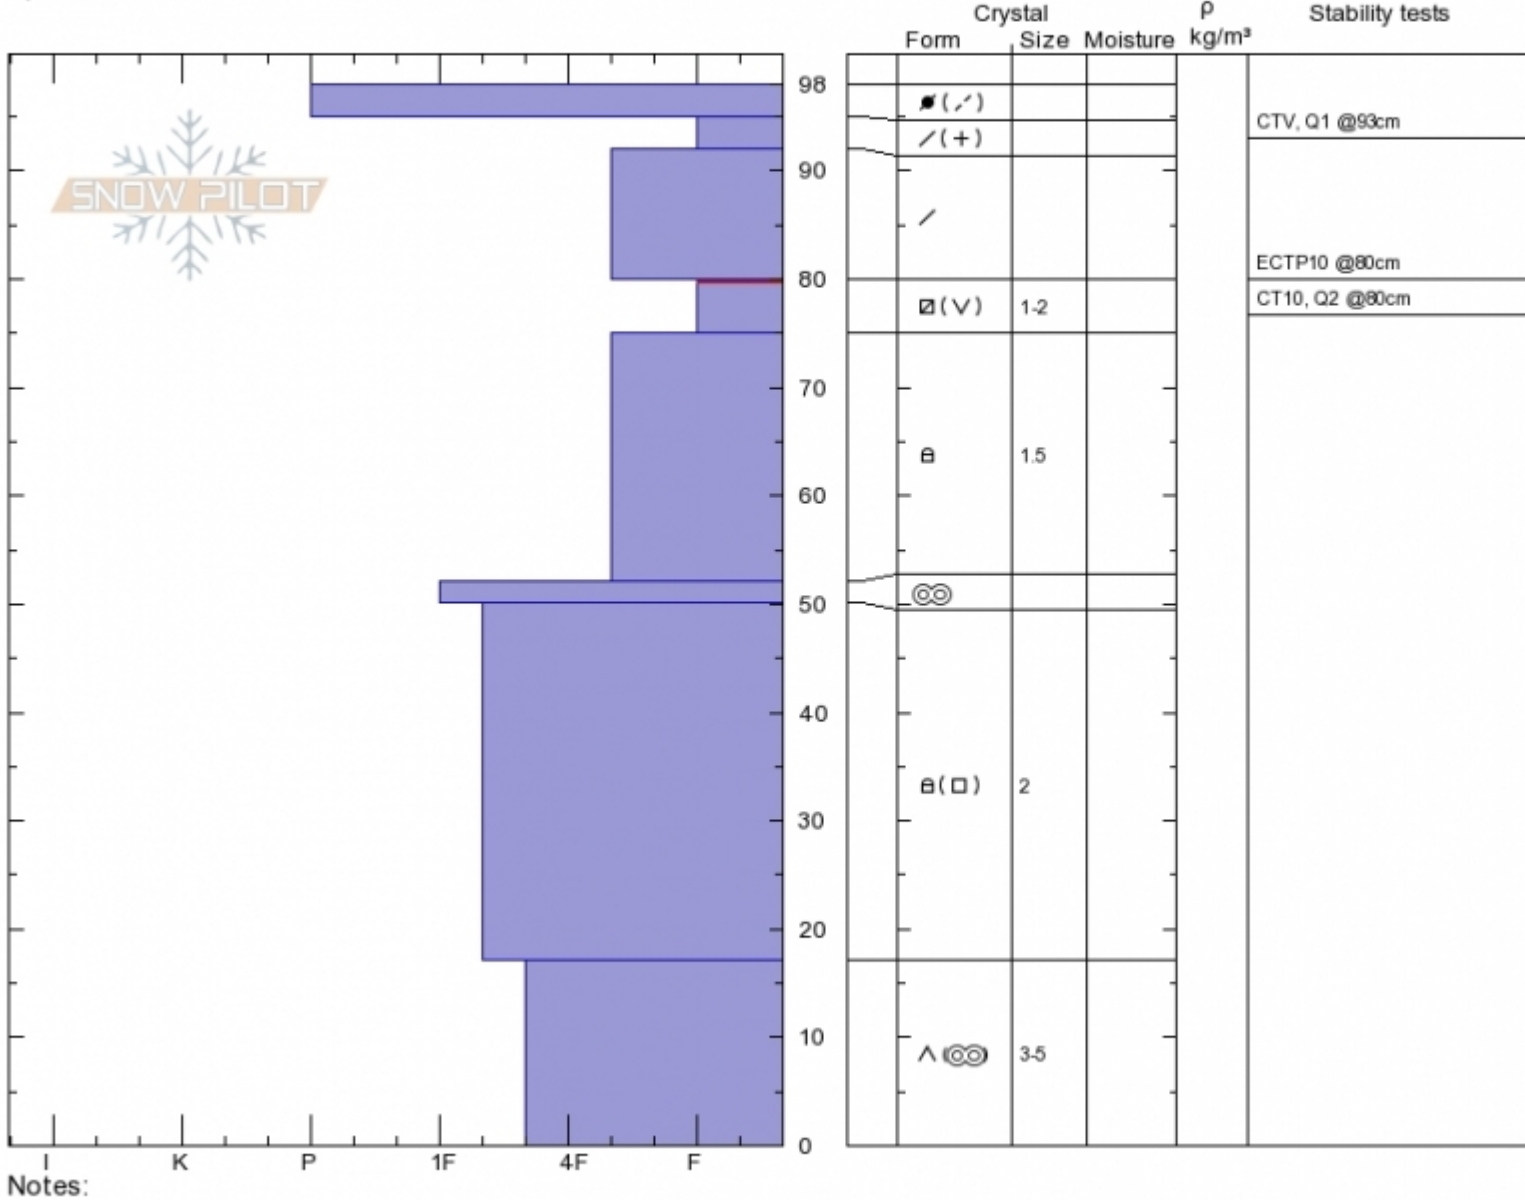 Crystal ρ Stability tests
Form Size Moisture kg/m³
98
CTV, Q1 @93cm
SNOW PILOT
90
ECTP10 @80cm
80
CT10, Q2 @80cm
1-2
70
1.5
60
50
40
2
30
20
10
3-5
0
I K P 1F 4F F
Notes: